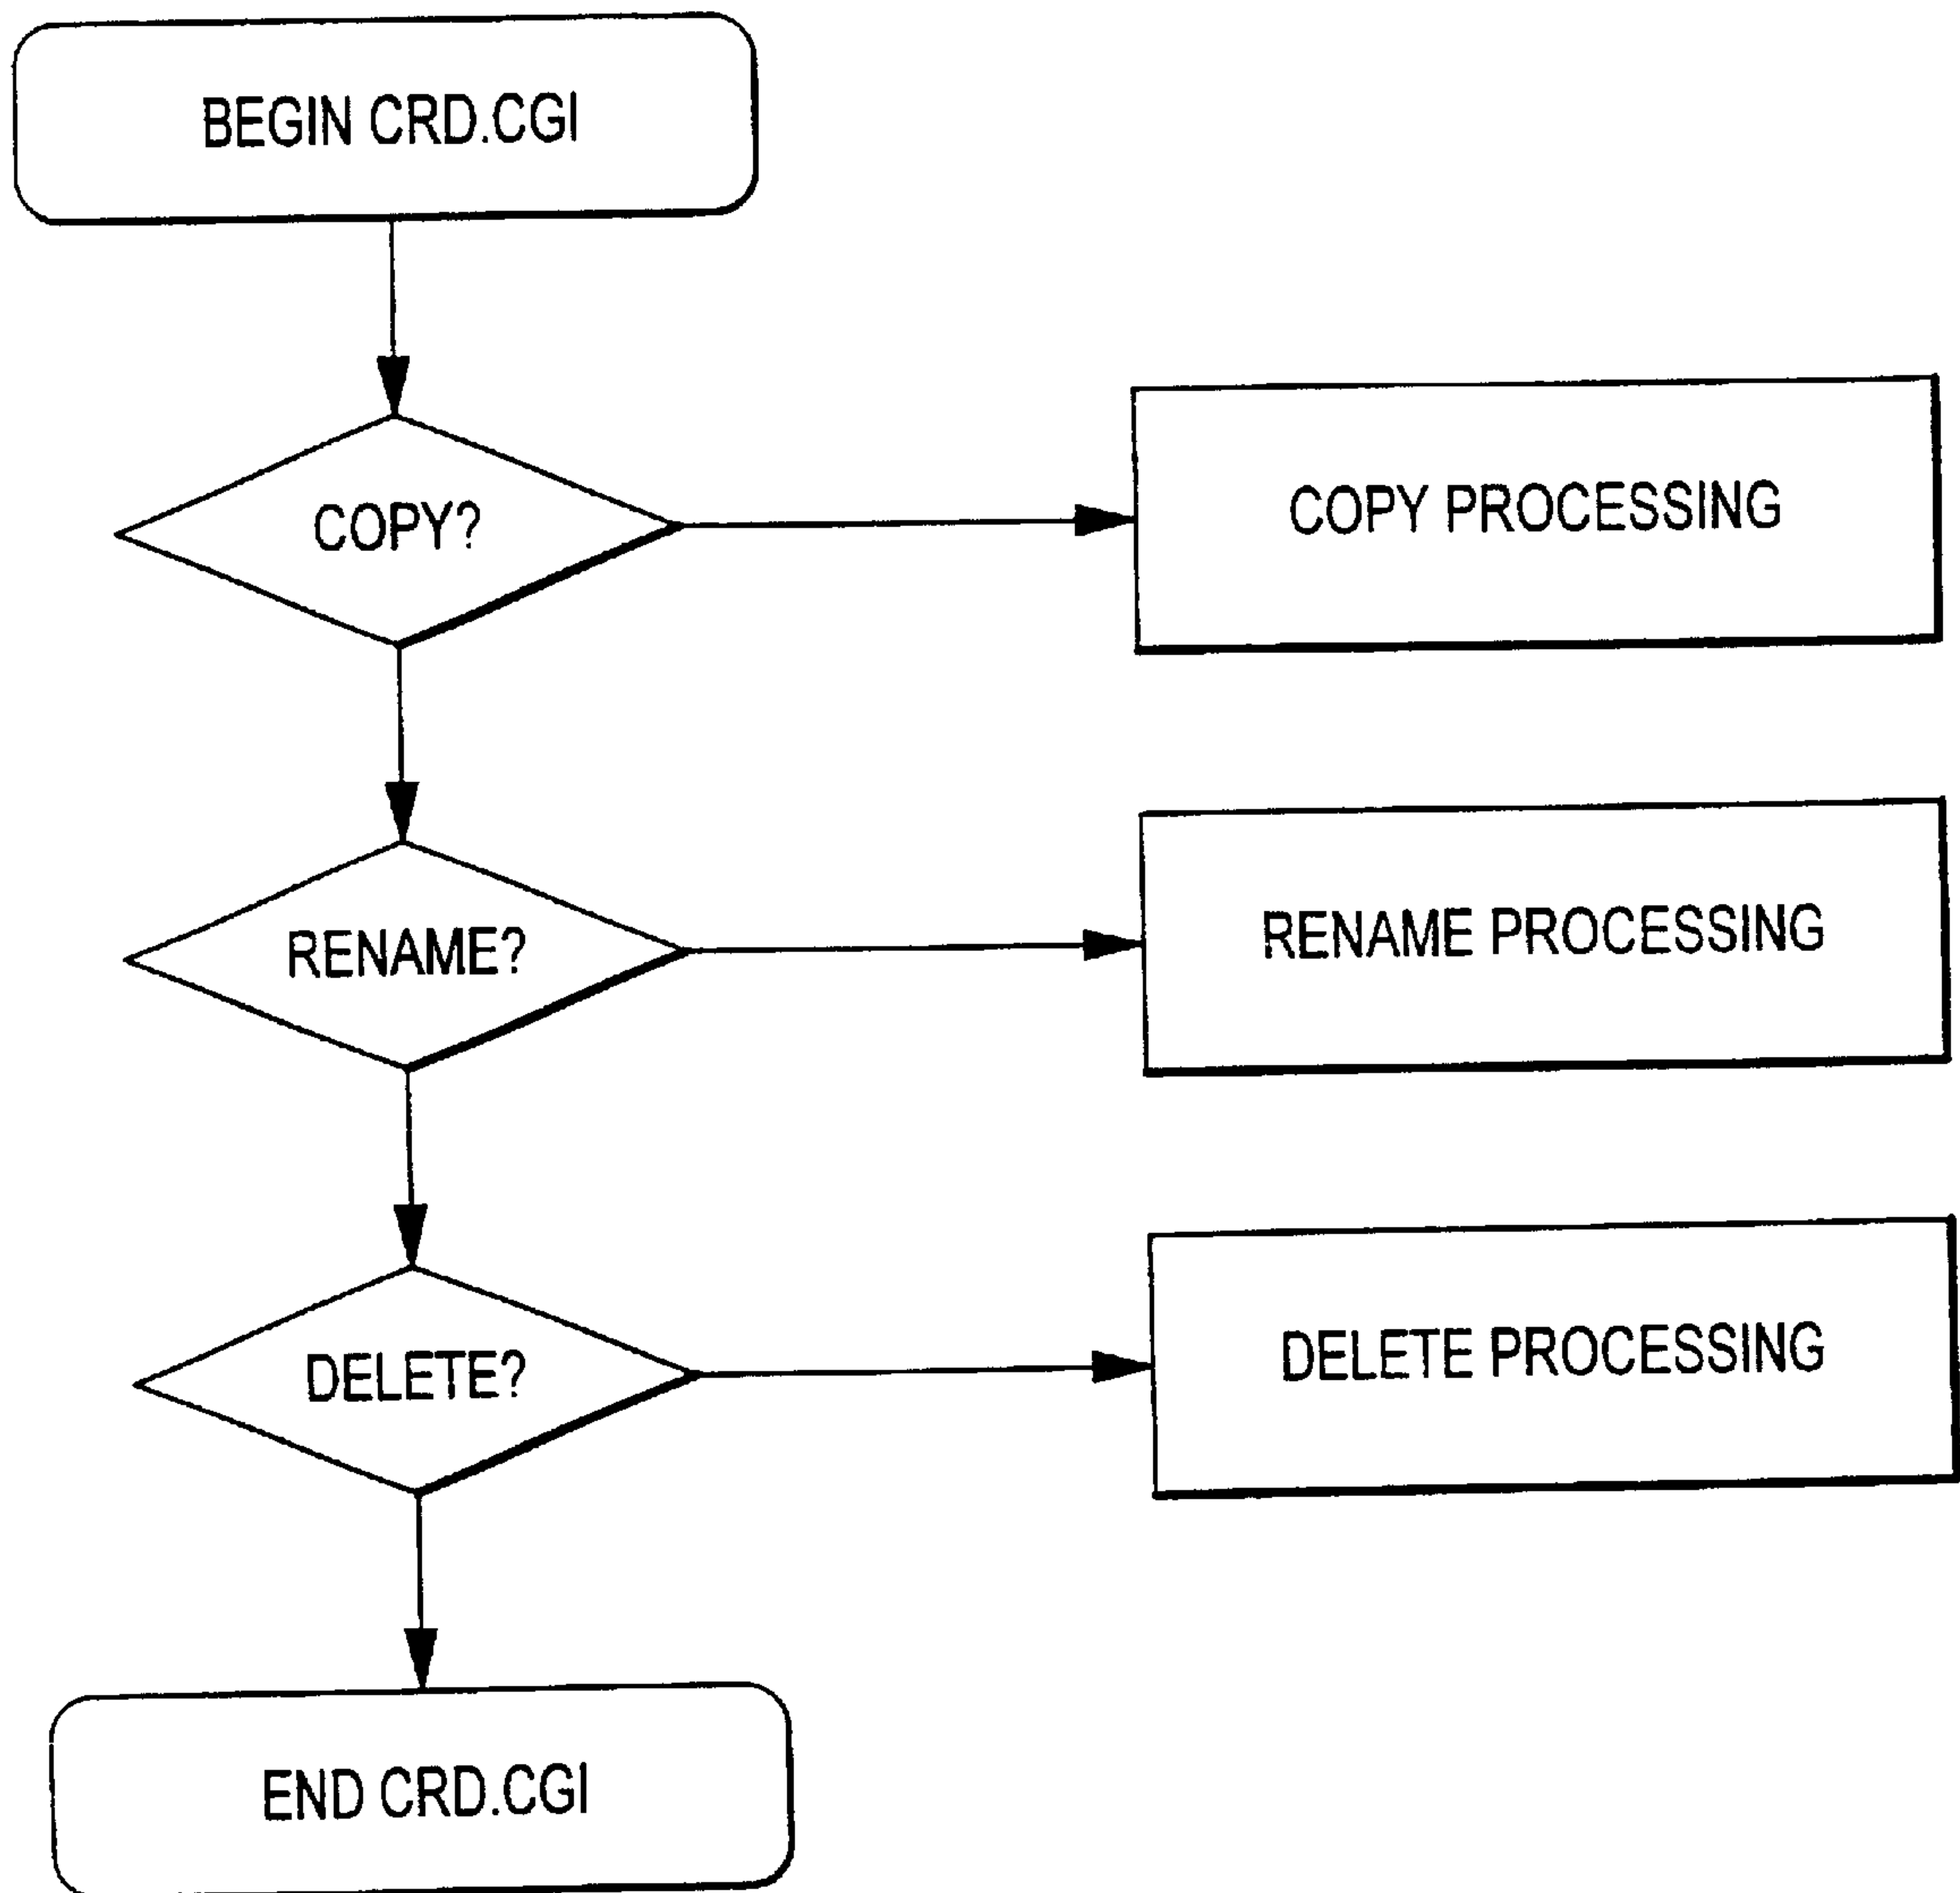 BEGIN CRD.CGI
COPY?
COPY PROCESSING
RENAME?
RENAME PROCESSING
DELETE?
DELETE PROCESSING
END CRD.CGI